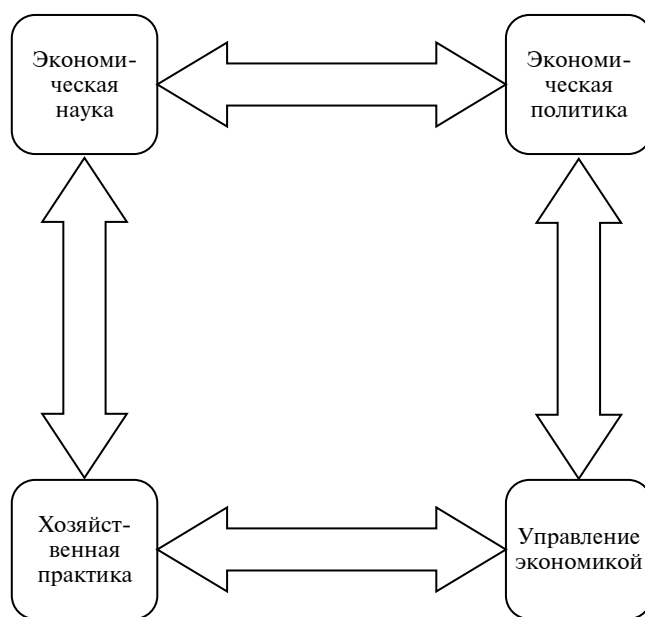 Экономи-
ческая
наука
Экономи-
ческая
политика
Хозяйст-
венная
практика
Управление
экономикой